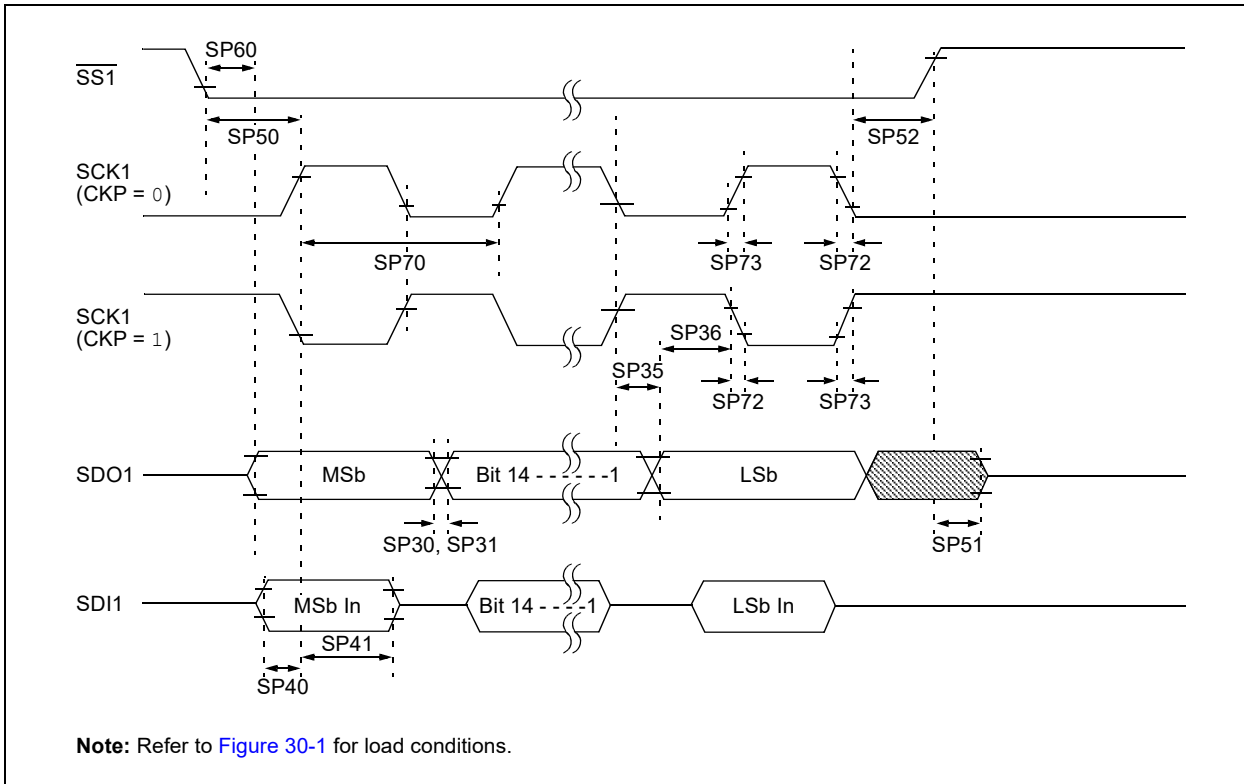 SP60
SS1
SP50
SP52
SCK1
(CKP = 0)
SP70
SP73
SP72
SCK1
(CKP = 1)
SP36
SP35
SP72
SP73
SDO1
MSb
Bit 14 - - - - - -1
LSb
SP30, SP31
SP51
SDI1
MSb In
Bit 14 - - - -1
LSb In
SP41
SP40
Note: Refer to Figure 30-1 for load conditions.